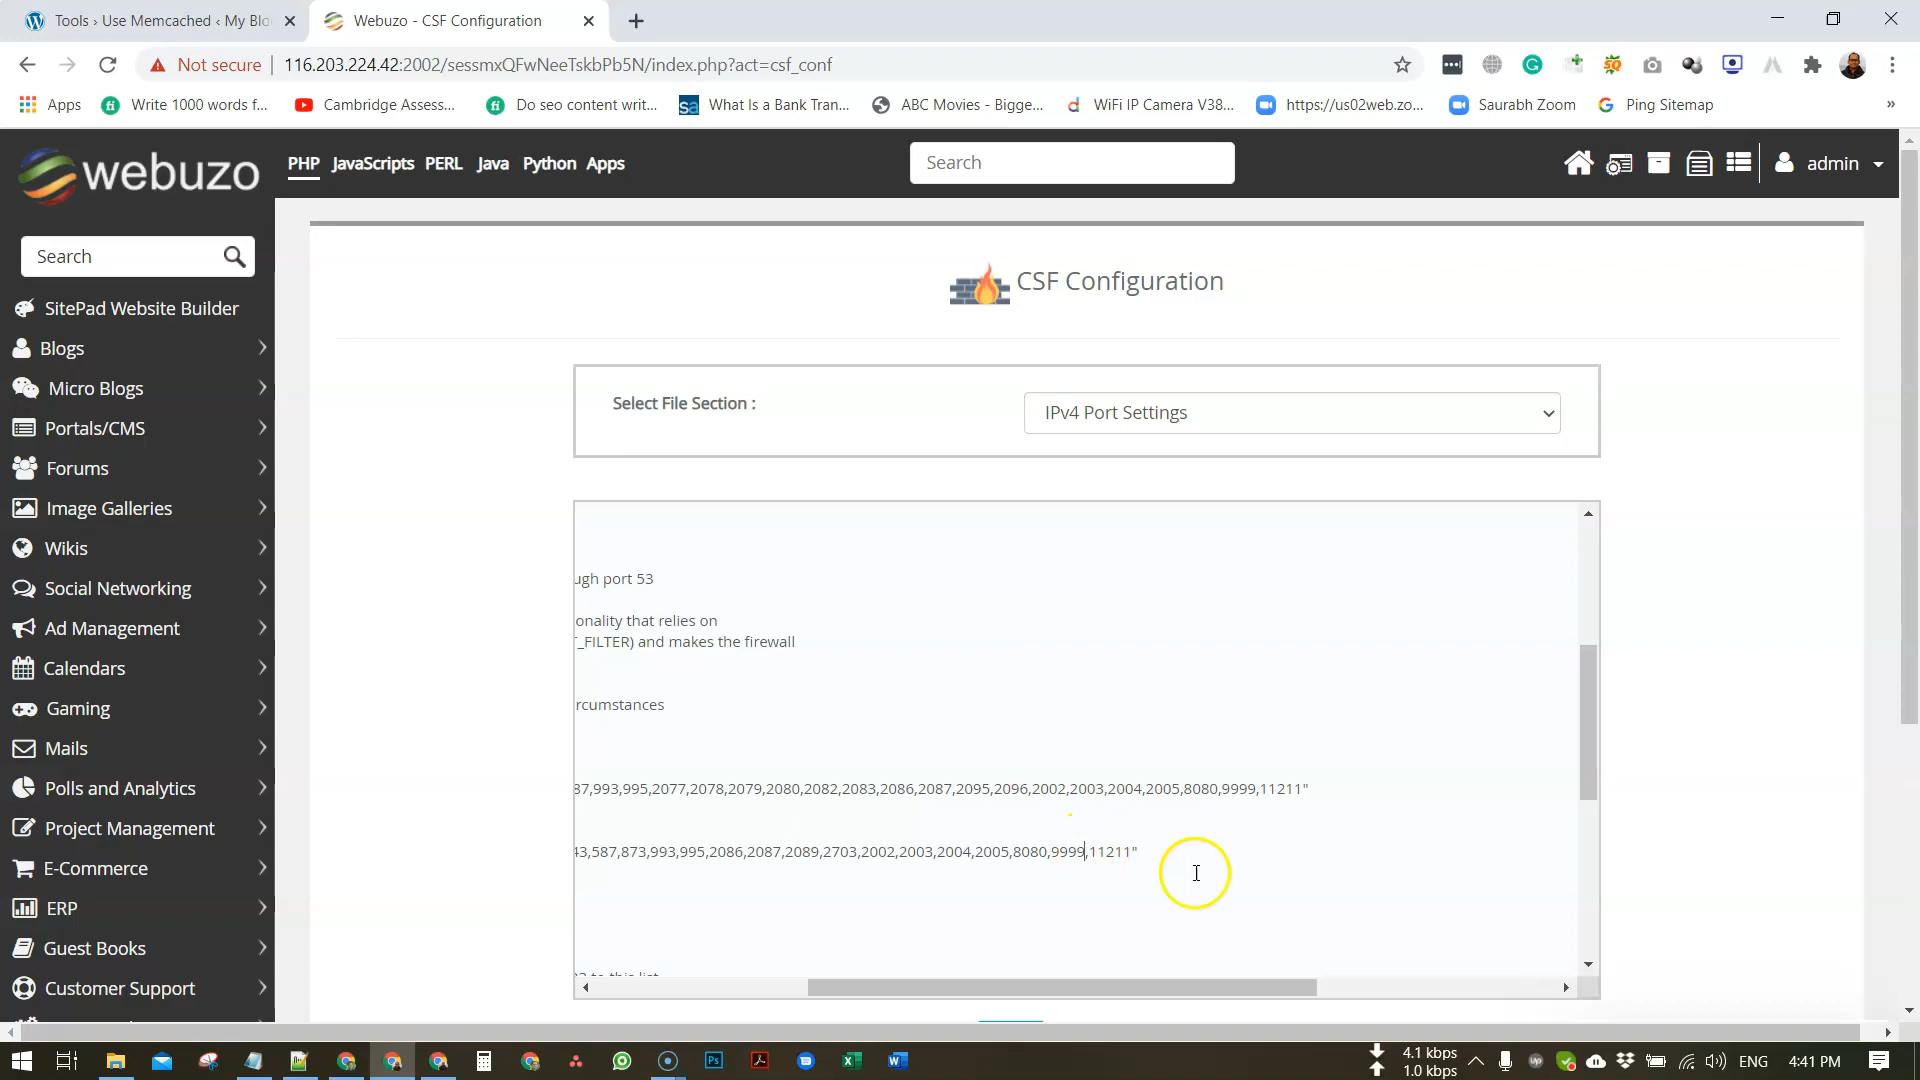 Tools › Use Memcached ‹ My Blo
Webuzo - CSF Configuration
Not secure
116.203.224.42:2002/sessmxQFwNeeTskbPb5N/index.php?act=csf_conf
Apps
Write 1000 words f...
Cambridge Assess...
Do seo content writ...
What Is a Bank Tran...
ABC Movies - Bigge...
WiFi IP Camera V38...
https://us02web.zo...
Saurabh Zoom
Ping Sitemap
»
webuzo
PHP JavaScripts PERL Java Python Apps
Search
admin
Search
SitePad Website Builder
Blogs
Micro Blogs
Portals/CMS
Forums
Image Galleries
Wikis
Social Networking
Ad Management
Calendars
Gaming
Mails
Polls and Analytics
Project Management
E-Commerce
ERP
Guest Books
Customer Support
CSF Configuration
Select File Section :
IPv4 Port Settings
ugh port 53
onality that relies on
_FILTER) and makes the firewall
rcumstances
87,993,995,2077,2078,2079,2080,2082,2083,2086,2087,2095,2096,2002,2003,2004,2005,8080,9999,11211"
43,587,873,993,995,2086,2087,2089,2703,2002,2003,2004,2005,8080,9999,11211"
to this list
4.1 kbps
1.0 kbps
ENG
4:41 PM